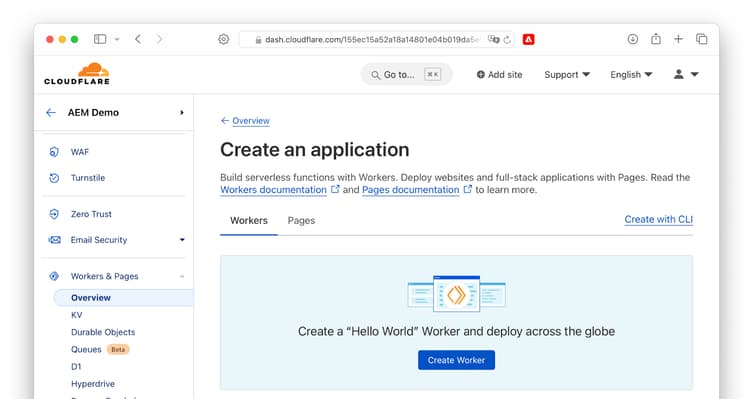 dash.cloudflare.com/155ec15a52a18a14801e04b019da5e
CLOUDFLARE
Go to...
⌘ K
Add site
Support
English
AEM Demo
WAF
Turnstile
Zero Trust
Email Security
Workers & Pages
Overview
KV
Durable Objects
Queues Beta
D1
Hyperdrive
Overview
Create an application
Build serverless functions with Workers. Deploy websites and full-stack applications with Pages. Read the
Workers documentation and Pages documentation to learn more.
Workers
Pages
Create with CLI
Create a “Hello World” Worker and deploy across the globe
Create Worker